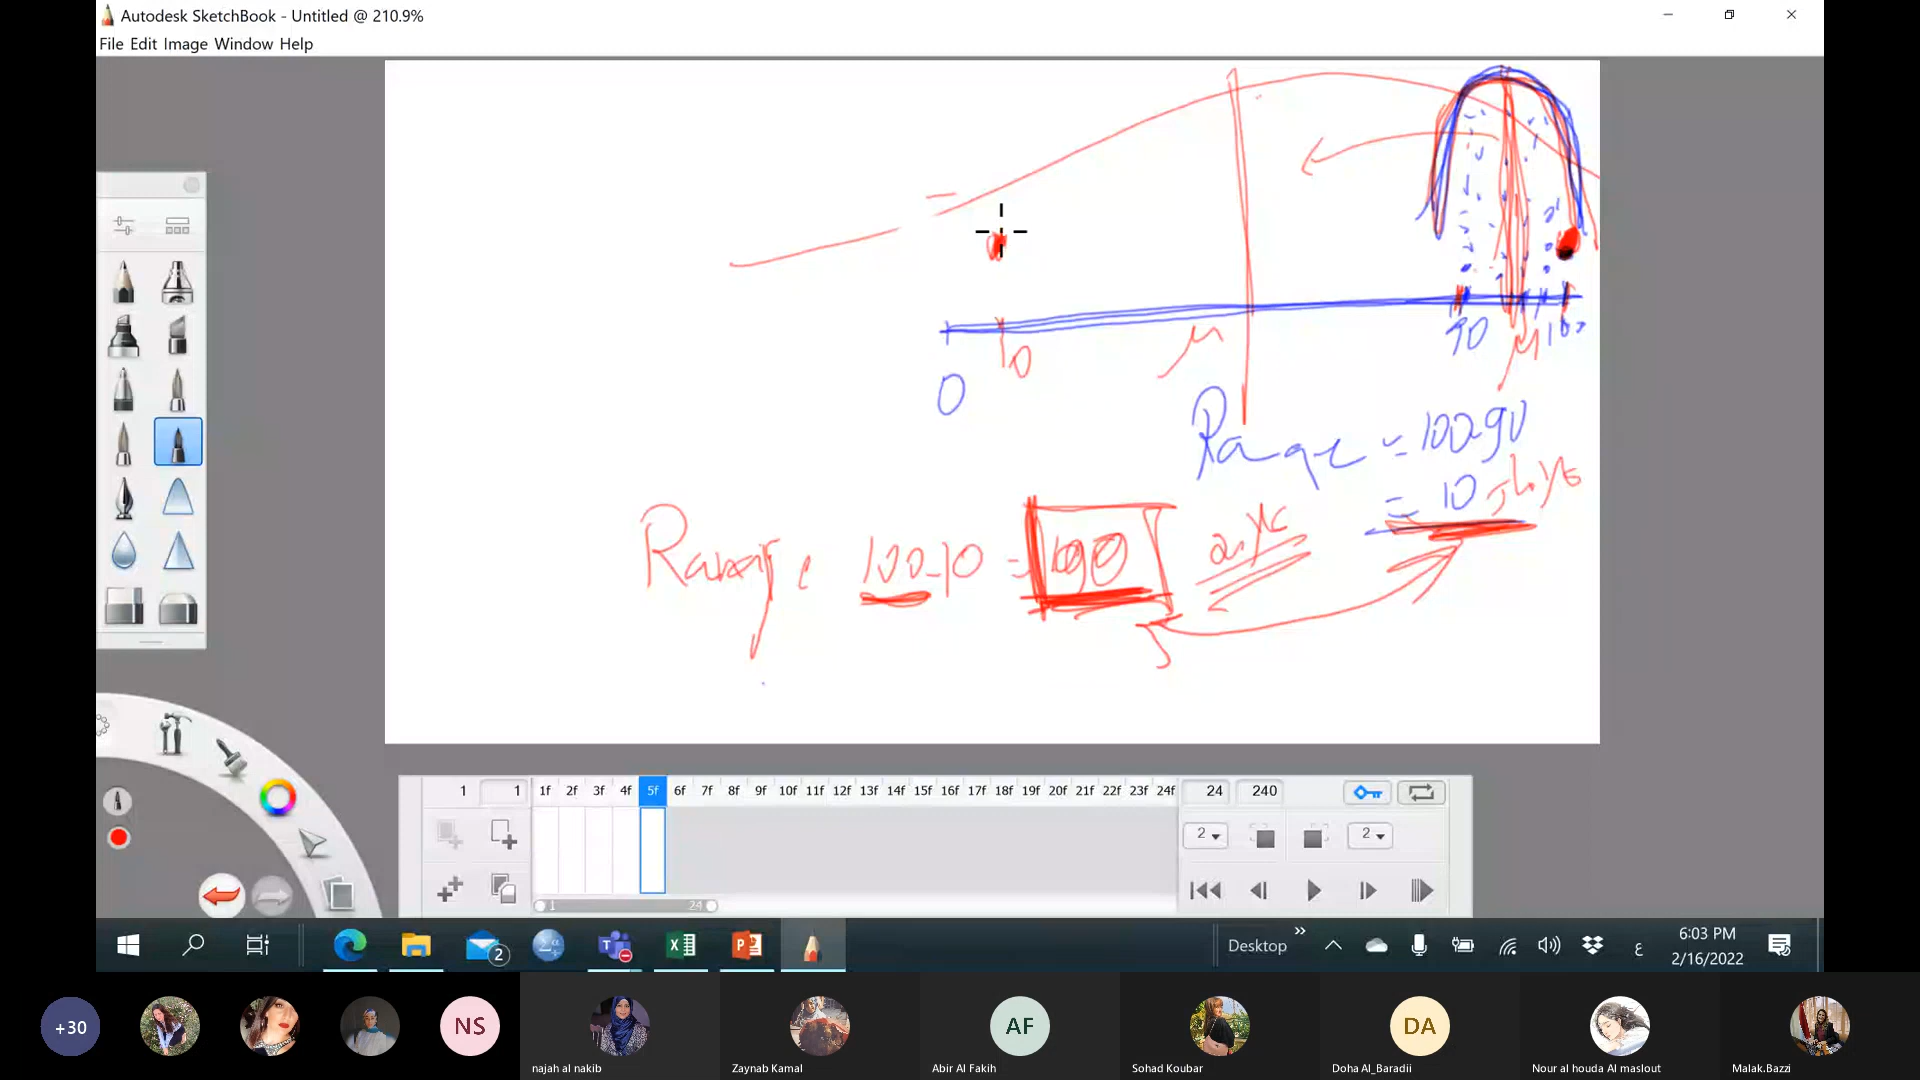 Autodesk SketchBook - Untitled @ 210.9%
File Edit Image Window Help
0
10
μ
90
μ
100
Range = 100-90
= 10
Range: 100-10 = 90
1 1 1f 2f 3f 4f 5f 6f 7f 8f 9f 10f 11f 12f 13f 14f 15f 16f 17f 18f 19f 20f 21f 22f 23f 24f 24 240
2 2
1 24
2
Desktop
ع
6:03 PM
2/16/2022
+30
NS
AF
DA
najah al nakib
Zaynab Kamal
Abir Al Fakih
Sohad Koubar
Doha Al_Baradii
Nour al houda Al maslout
Malak.Bazzi